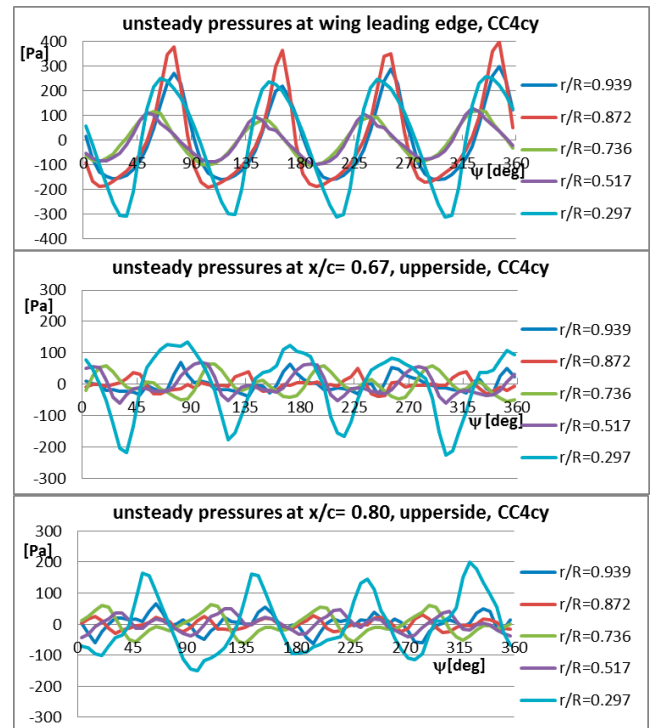 unsteady pressures at wing leading edge, CC4cy
[Pa]
400
300
200
100
0
-100
-200
-300
-400
0 45 90 135 180 225 270 315 360
Ψ [deg]
r/R=0.939
r/R=0.872
r/R=0.736
r/R=0.517
r/R=0.297
unsteady pressures at x/c= 0.67, upperside, CC4cy
[Pa]
300
200
100
0
-100
-200
-300
0 45 90 135 180 225 270 315 360
Ψ [deg]
r/R=0.939
r/R=0.872
r/R=0.736
r/R=0.517
r/R=0.297
unsteady pressures at x/c= 0.80, upperside, CC4cy
[Pa]
300
200
100
0
-100
-200
-300
0 45 90 135 180 225 270 315 360
Ψ[deg]
r/R=0.939
r/R=0.872
r/R=0.736
r/R=0.517
r/R=0.297